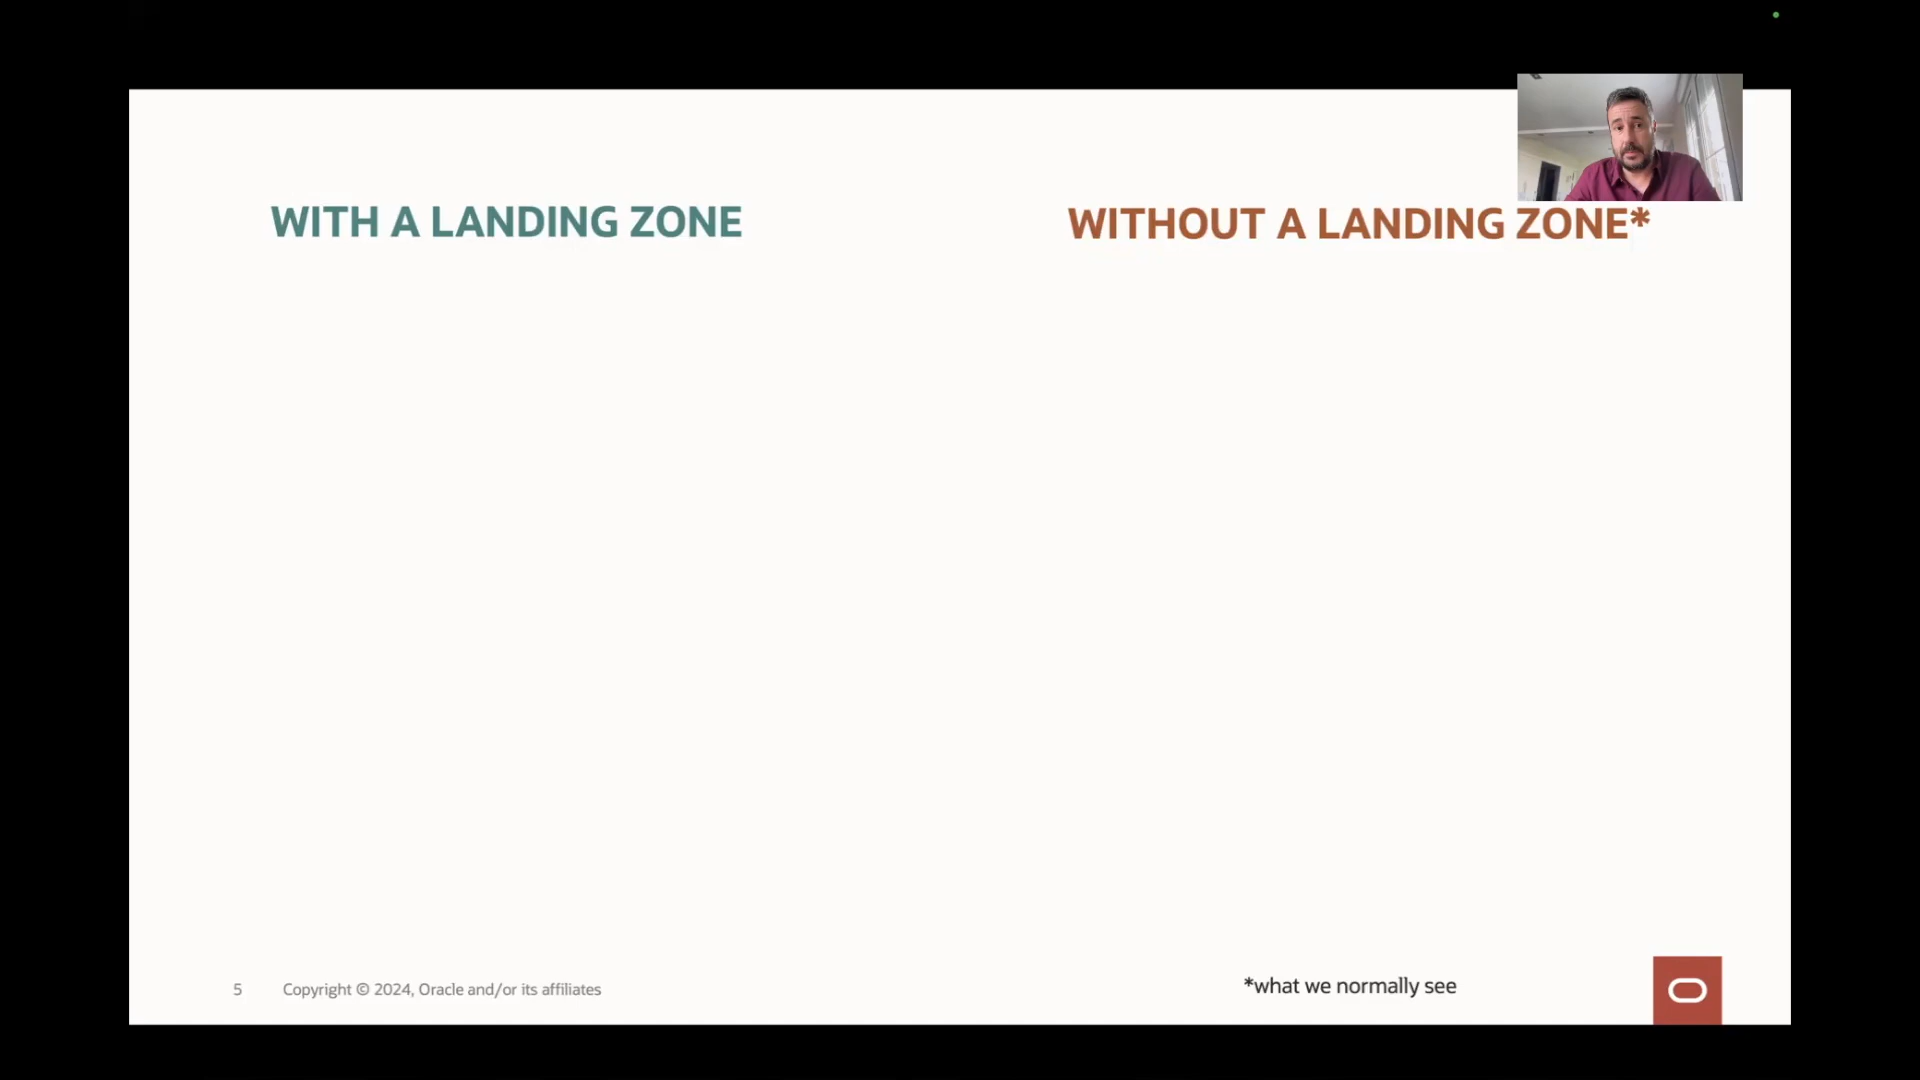 WITH A LANDING ZONE
WITHOUT A LANDING ZONE*
*what we normally see
5 Copyright © 2024, Oracle and/or its affiliates